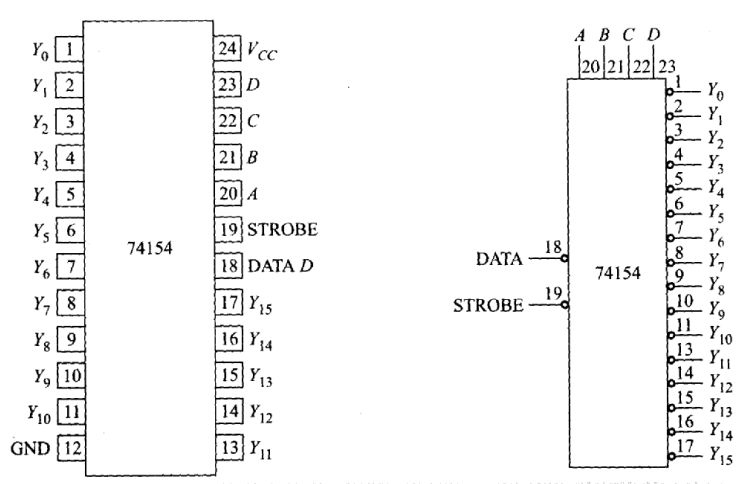 Y0 1 24 VCC
Y1 2 23 D
Y2 3 22 C
Y3 4 21 B
Y4 5 20 A
Y5 6 19 STROBE
74154
Y6 7 18 DATA D
Y7 8 17 Y15
Y8 9 16 Y14
Y9 10 15 Y13
Y10 11 14 Y12
GND 12 13 Y11
A B C D
20 21 22 23
1 Y0
2 Y1
3 Y2
4 Y3
5 Y4
6 Y5
7 Y6
DATA 18
8 Y7
74154
9 Y8
STROBE 19
10 Y9
11 Y10
13 Y11
14 Y12
15 Y13
16 Y14
17 Y15